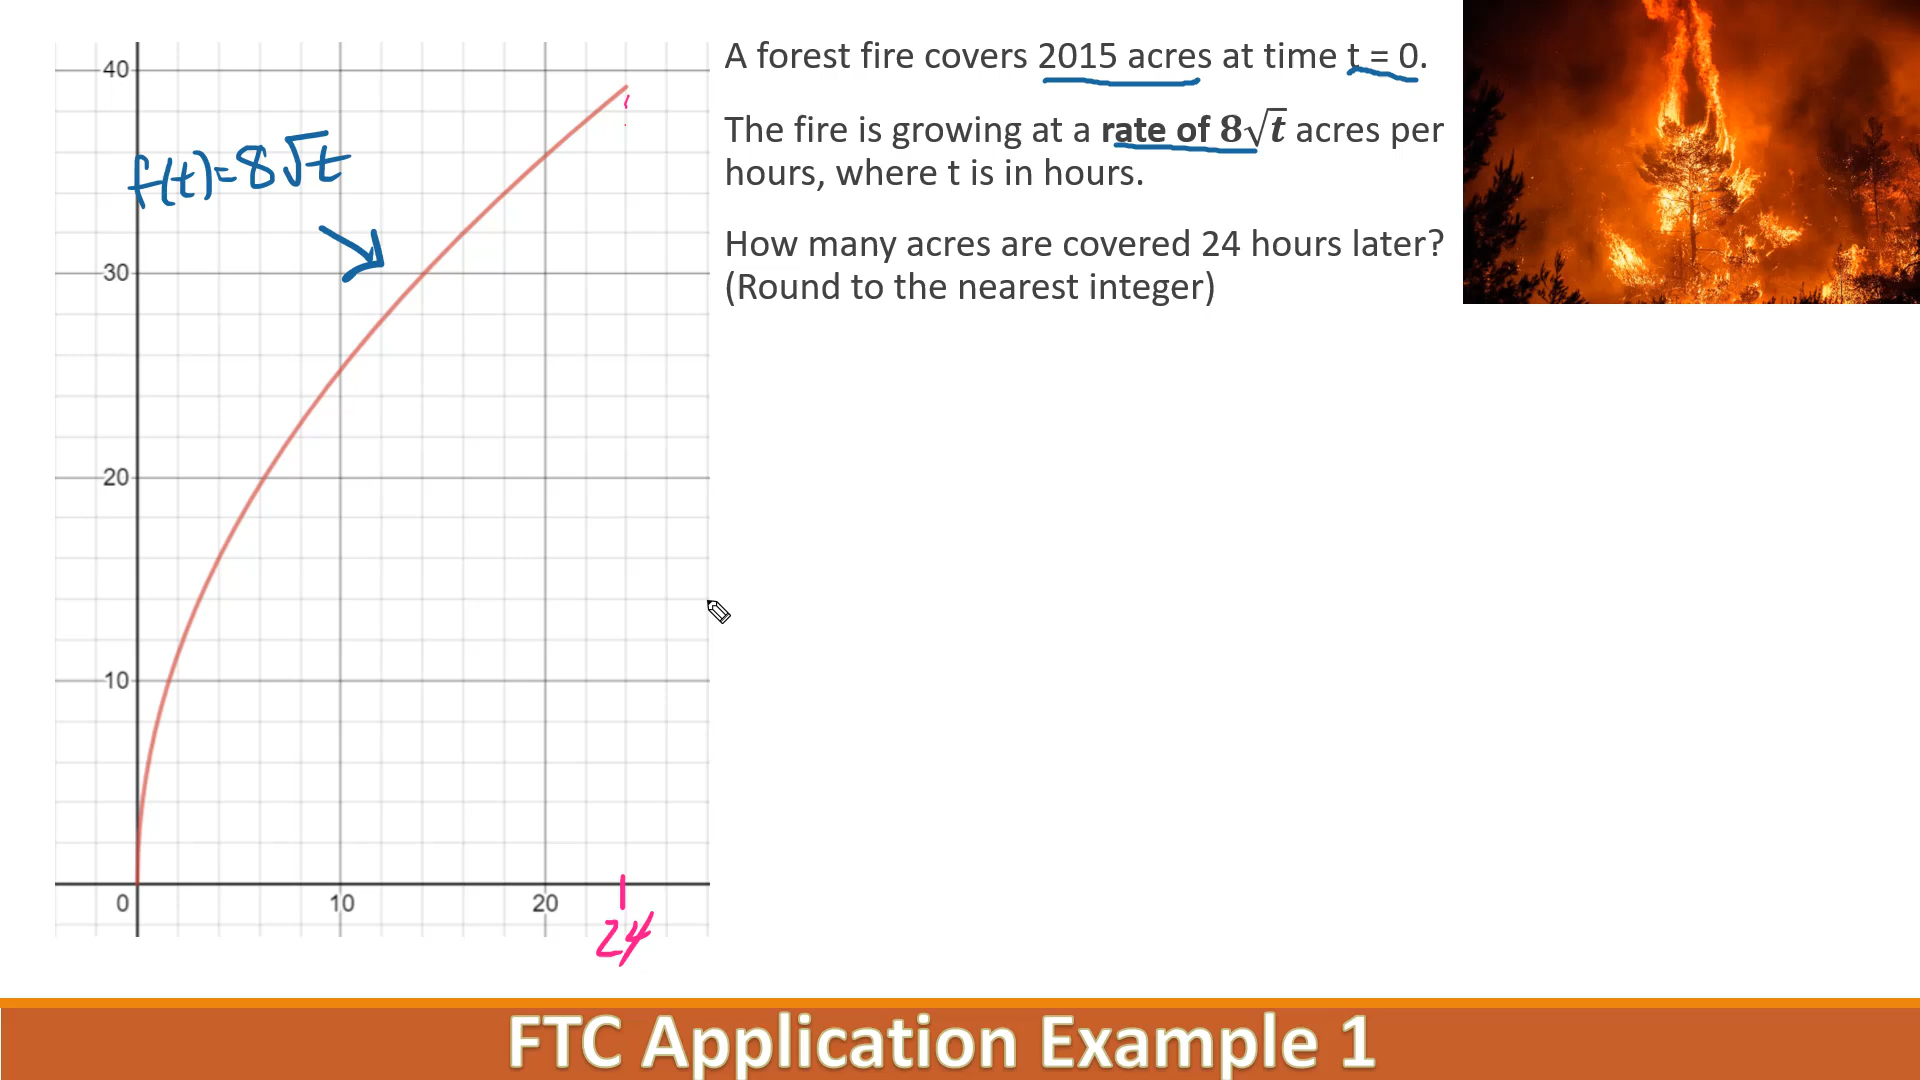 A forest fire covers 2015 acres at time t = 0.
The fire is growing at a rate of 8√t acres per
hours, where t is in hours.
How many acres are covered 24 hours later?
(Round to the nearest integer)
f(t)=8√t
40
30
20
10
0
10
20
24
FTC Application Example 1